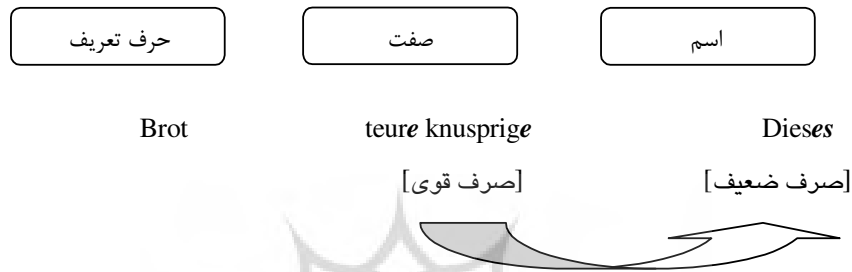 اسم صفت حرف تعریف
Brot teure knusprige Dieses
[صرف ضعیف] [صرف قوی]